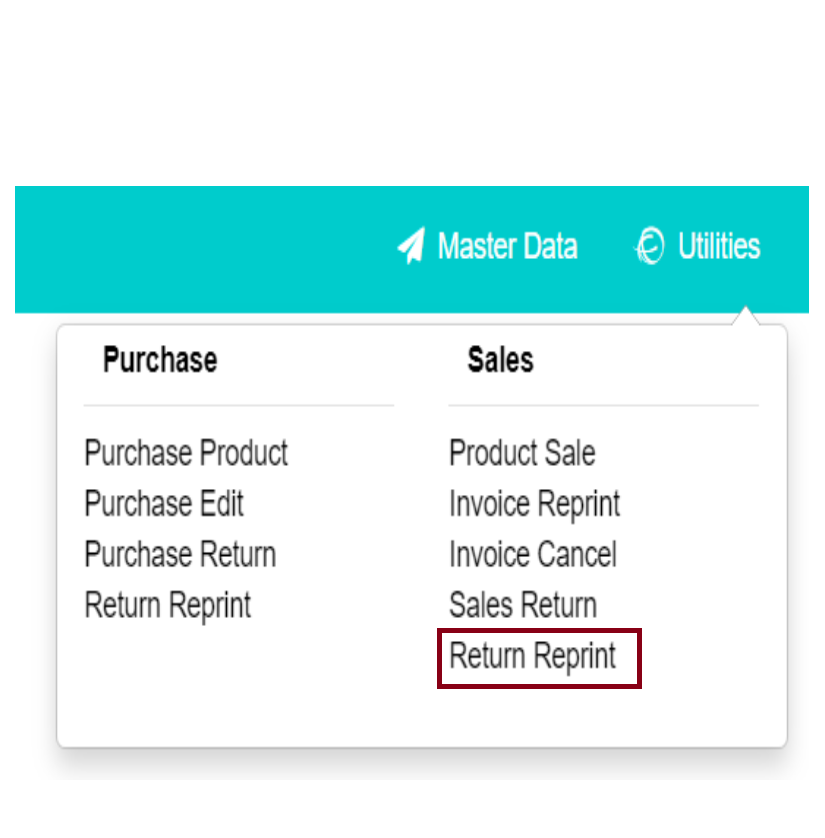 Master Data Utilities
Purchase
Purchase Product
Purchase Edit
Purchase Return
Return Reprint
Sales
Product Sale
Invoice Reprint
Invoice Cancel
Sales Return
Return Reprint